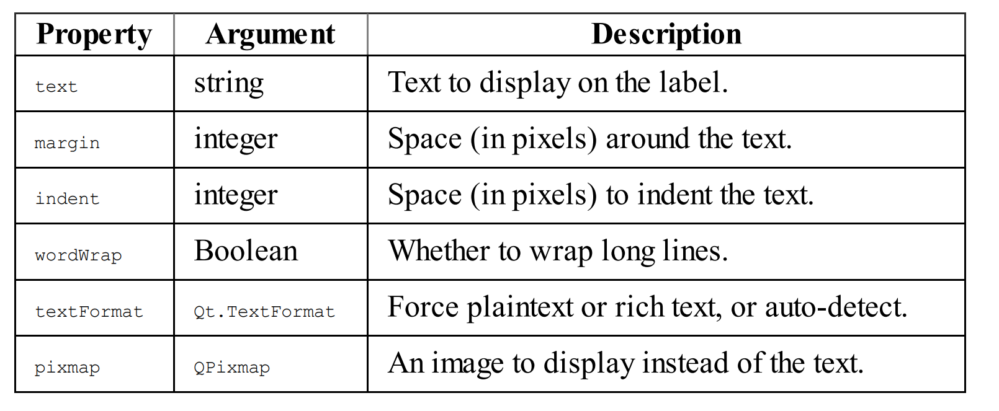 Property Argument Description
text string Text to display on the label.
margin integer Space (in pixels) around the text.
indent integer Space (in pixels) to indent the text.
wordWrap Boolean Whether to wrap long lines.
textFormat Qt.TextFormat Force plaintext or rich text, or auto-detect.
pixmap QPixmap An image to display instead of the text.